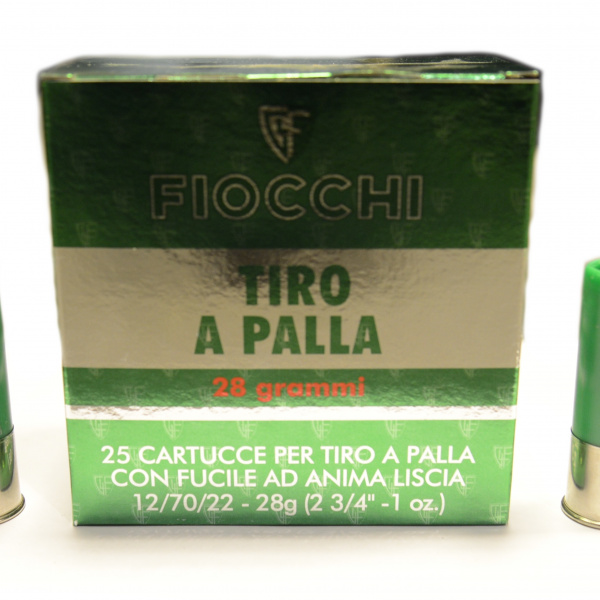 FIOCCHI
TIRO
A PALLA
28 grammi
25 CARTUCCE PER TIRO A PALLA
CON FUCILE AD ANIMA LISCIA
12/70/22 - 28g (2 3/4" -1 oz.)